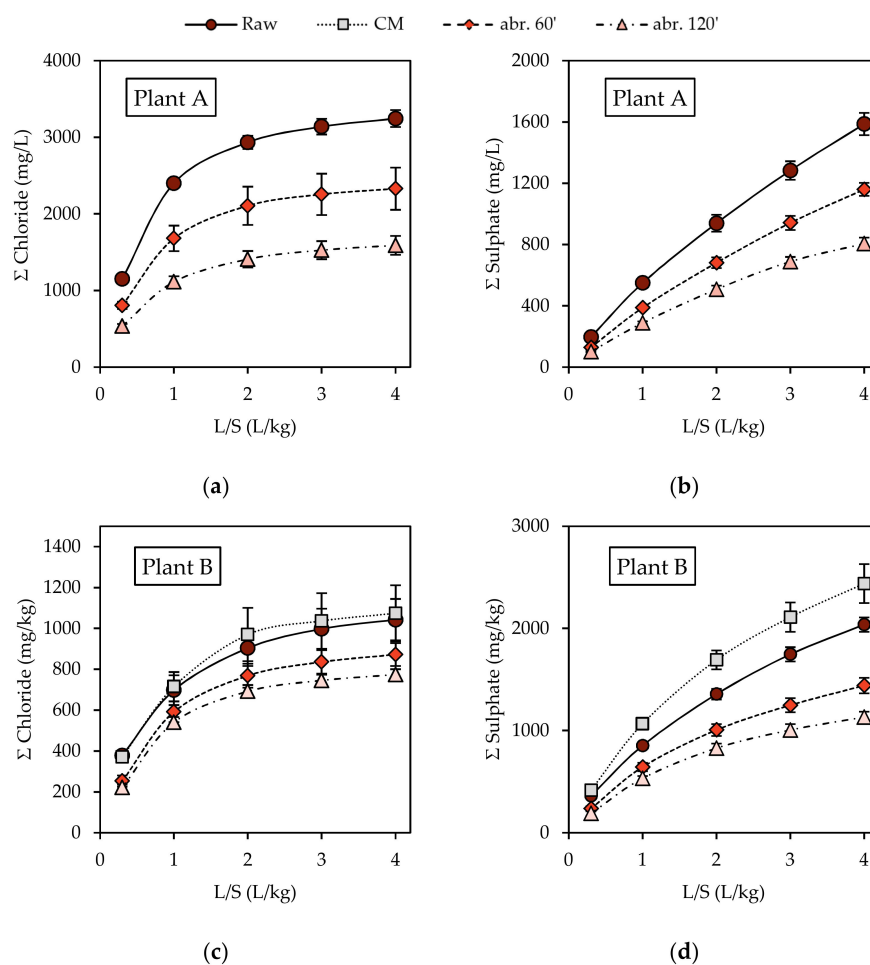 Raw CM abr. 60' abr. 120'
Plant A
Σ Chloride (mg/L)
4000
3000
2000
1000
0
0 1 2 3 4
L/S (L/kg)
(a)
Plant A
Σ Sulphate (mg/L)
2000
1600
1200
800
400
0
0 1 2 3 4
L/S (L/kg)
(b)
Plant B
Σ Chloride (mg/kg)
1400
1200
1000
800
600
400
200
0
0 1 2 3 4
L/S (L/kg)
(c)
Plant B
Σ Sulphate (mg/kg)
3000
2000
1000
0
0 1 2 3 4
L/S (L/kg)
(d)